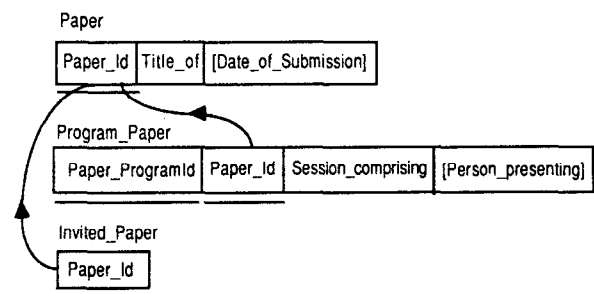 Paper
Paper_Id Title_of [Date_of_Submission]
Program_Paper
Paper_ProgramId Paper_Id Session_comprising [Person_presenting]
Invited_Paper
Paper_Id